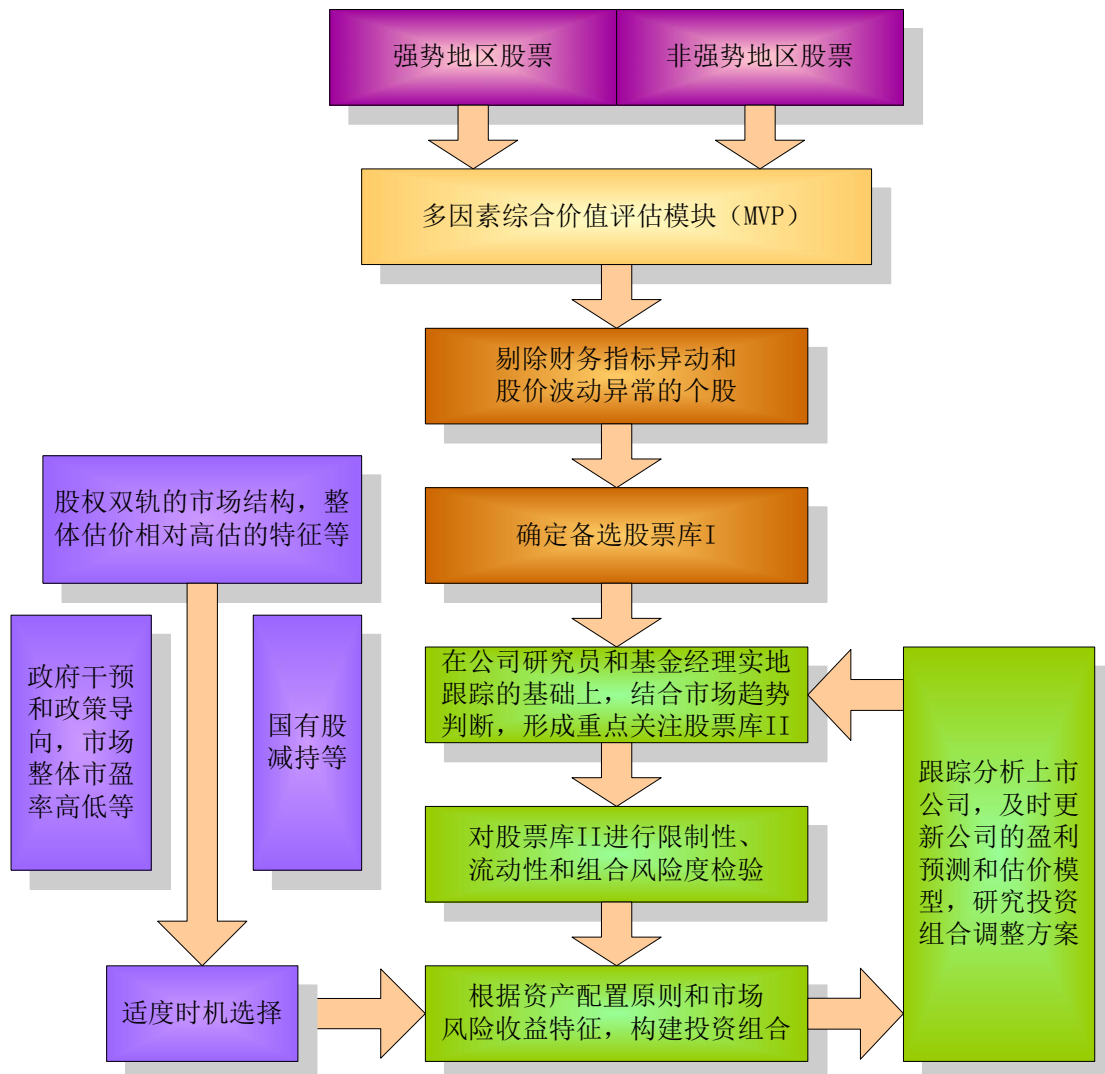 强势地区股票
非强势地区股票
多因素综合价值评估模块（MVP）
剔除财务指标异动和
股价波动异常的个股
股权双轨的市场结构，整
体估价相对高估的特征等
确定备选股票库I
政府干预
和政策导
向，市场
整体市盈
率高低等
国有股
减持等
在公司研究员和基金经理实地
跟踪的基础上，结合市场趋势
判断，形成重点关注股票库II
跟踪分析上市
公司，及时更
新公司的盈利
预测和估价模
型，研究投资
组合调整方案
对股票库II进行限制性、
流动性和组合风险度检验
适度时机选择
根据资产配置原则和市场
风险收益特征，构建投资组合